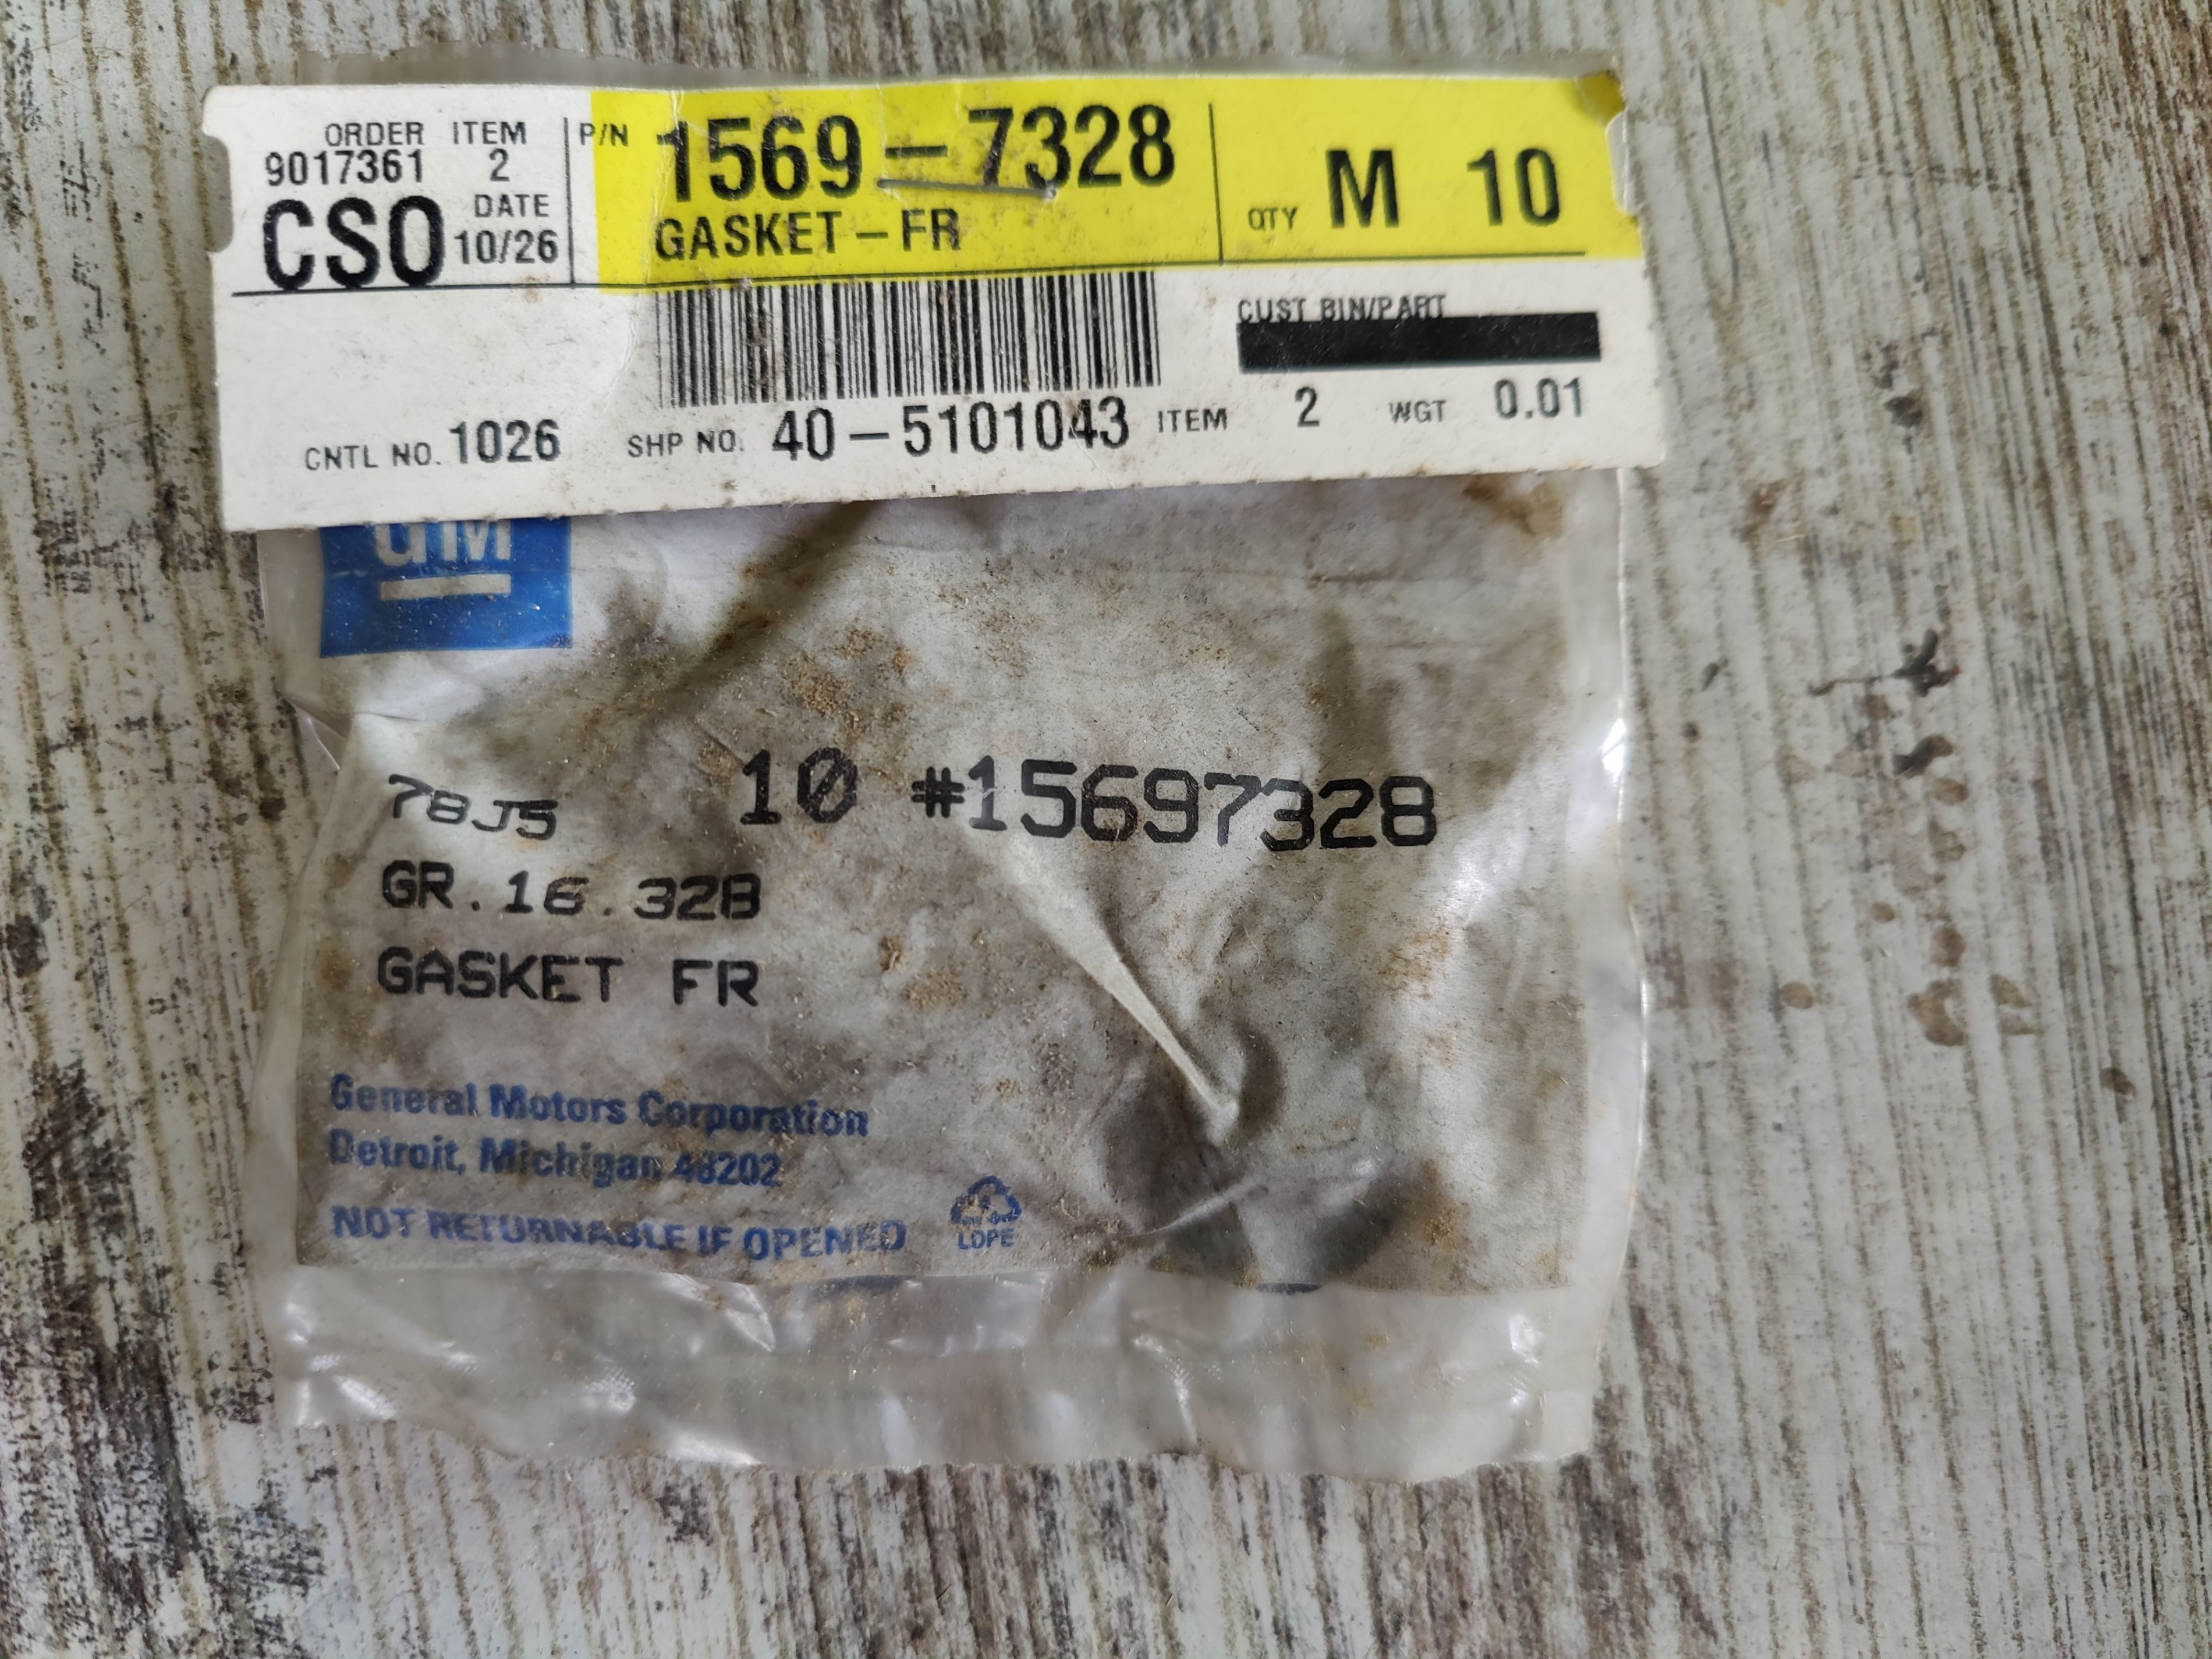 ORDER ITEM P/N 1569-7328 QTY M 10
9017361 2
CSO DATE 10/26 GASKET-FR
CUST BIN/PART
CNTL NO. 1026 SHP NO. 40-5101043 ITEM 2 WGT 0.01
GM
78J5 10 #15697328
GR.16.328
GASKET FR
General Motors Corporation
Detroit, Michigan 48202
NOT RETURNABLE IF OPENED
LDPE